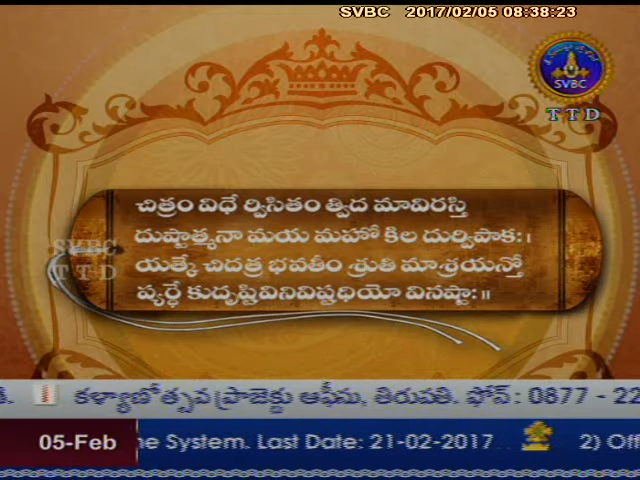 SVBC 2017/02/05 08:38:23
SVBC
TTD
చిత్రం విధే ర్విసితం త్విద మావిరస్తి
దుష్టాత్మనా మయ మహో కిల దుర్విపాక:।
యత్కే చిదత్ర భవతీం శ్రుతి మాశ్రయన్తో
ప్యర్థే కుదృష్టివినివిష్టధియో వినష్టా:॥
SVBC
TTD
కళ్యాణోత్సవ ప్రాజెక్టు ఆఫీసు, తిరుపతి. ఫోన్ : 0877 - 22
05-Feb
ne System. Last Date: 21-02-2017
2) Off